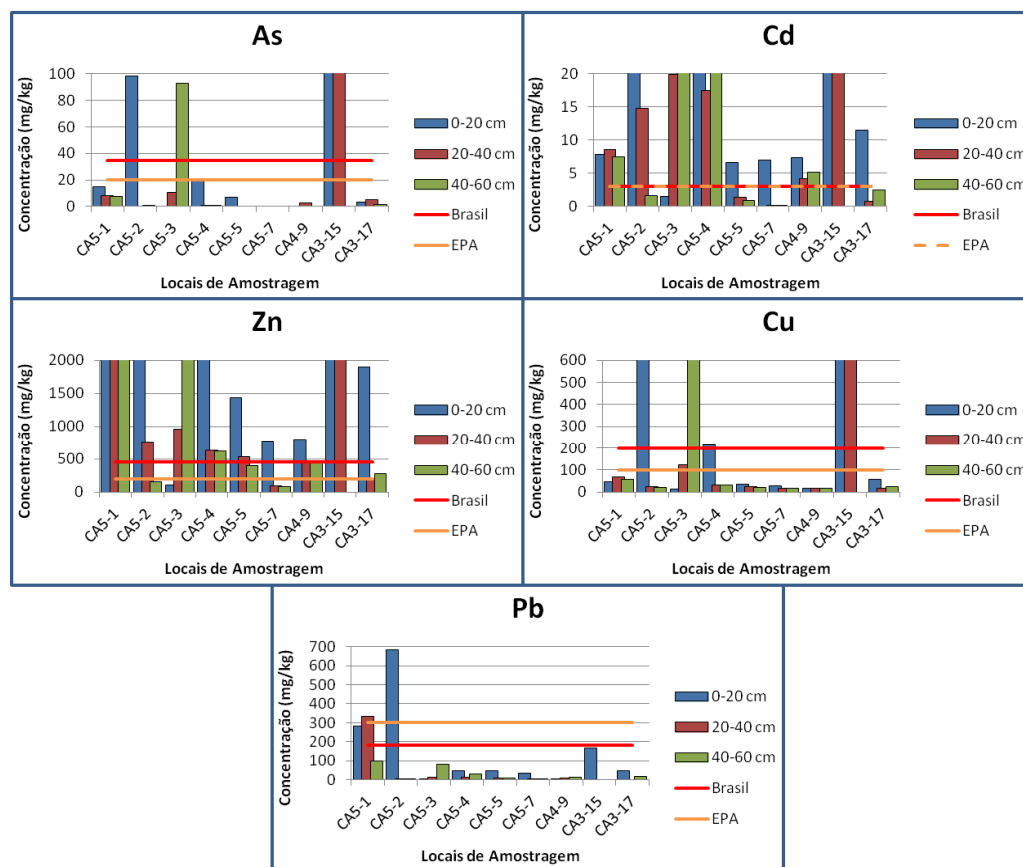 As
Concentração (mg/kg)
100
80
60
40
20
0
CA5-1
CA5-2
CA5-3
CA5-4
CA5-5
CA5-7
CA4-9
CA3-15
CA3-17
Locais de Amostragem
0-20 cm
20-40 cm
40-60 cm
Brasil
EPA
Cd
Concentração (mg/kg)
20
15
10
5
0
CA5-1
CA5-2
CA5-3
CA5-4
CA5-5
CA5-7
CA4-9
CA3-15
CA3-17
Locais de Amostragem
0-20 cm
20-40 cm
40-60 cm
Brasil
EPA
Zn
Concentração (mg/kg)
2000
1500
1000
500
0
CA5-1
CA5-2
CA5-3
CA5-4
CA5-5
CA5-7
CA4-9
CA3-15
CA3-17
Locais de Amostragem
0-20 cm
20-40 cm
40-60 cm
Brasil
EPA
Cu
Concentração (mg/kg)
600
500
400
300
200
100
0
CA5-1
CA5-2
CA5-3
CA5-4
CA5-5
CA5-7
CA4-9
CA3-15
CA3-17
Locais de Amostragem
0-20 cm
20-40 cm
40-60 cm
Brasil
EPA
Pb
Concentração (mg/kg)
700
600
500
400
300
200
100
0
CA5-1
CA5-2
CA5-3
CA5-4
CA5-5
CA5-7
CA4-9
CA3-15
CA3-17
Locais de Amostragem
0-20 cm
20-40 cm
40-60 cm
Brasil
EPA